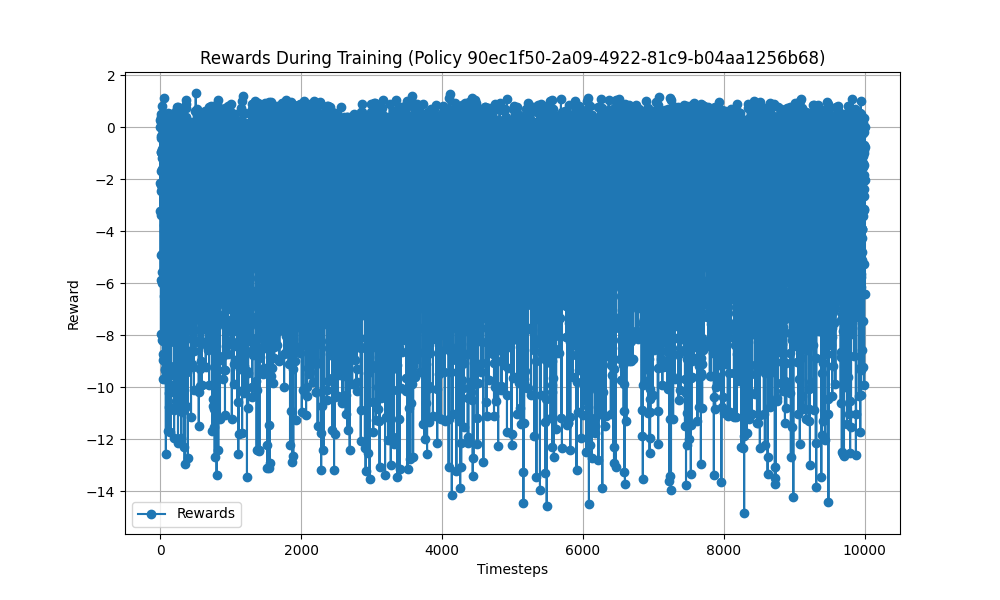 Rewards During Training (Policy 90ec1f50-2a09-4922-81c9-b04aa1256b68)
2
0
−2
−4
−6
−8
−10
−12
−14
Reward
Rewards
0 2000 4000 6000 8000 10000
Timesteps